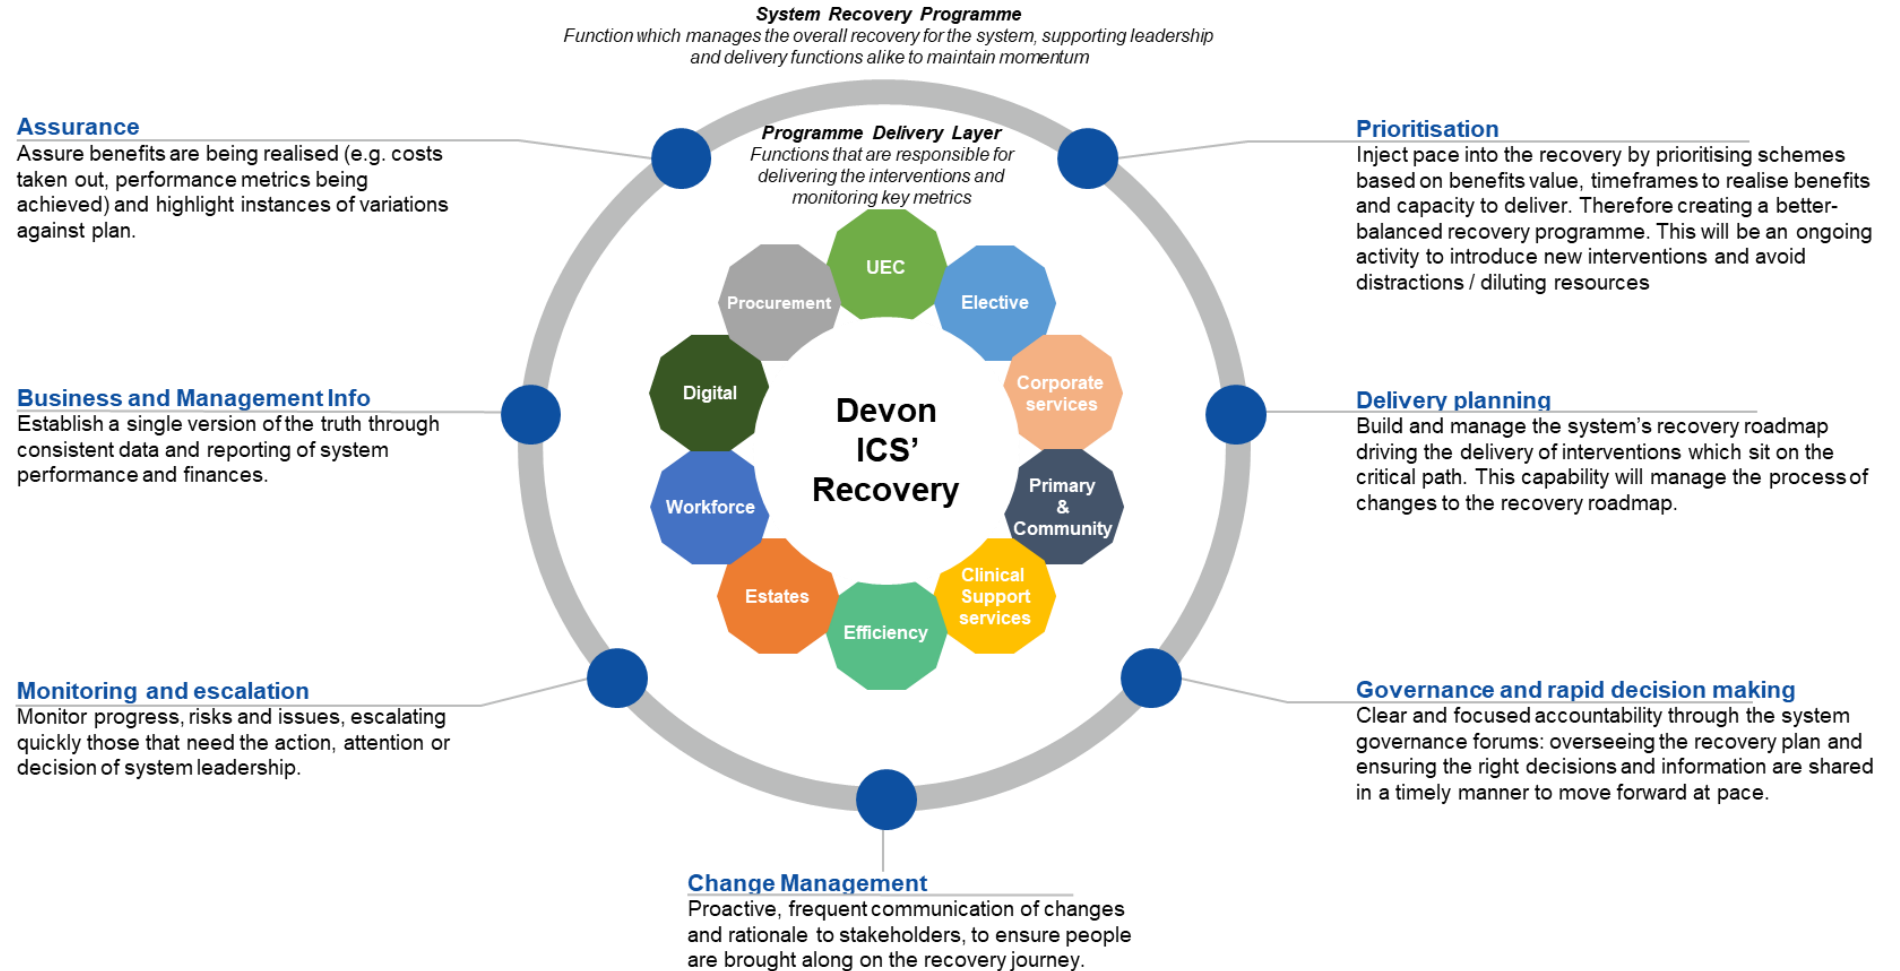 System Recovery Programme
Function which manages the overall recovery for the system, supporting leadership
and delivery functions alike to maintain momentum
Programme Delivery Layer
Functions that are responsible for
delivering the interventions and
monitoring key metrics
Assurance
Assure benefits are being realised (e.g. costs
taken out, performance metrics being
achieved) and highlight instances of variations
against plan.
Prioritisation
Inject pace into the recovery by prioritising schemes
based on benefits value, timeframes to realise benefits
and capacity to deliver. Therefore creating a better-
balanced recovery programme. This will be an ongoing
activity to introduce new interventions and avoid
distractions / diluting resources
UEC
Elective
Corporate
services
Primary
&
Community
Clinical
Support
services
Efficiency
Estates
Workforce
Digital
Procurement
Devon
ICS’
Recovery
Business and Management Info
Establish a single version of the truth through
consistent data and reporting of system
performance and finances.
Delivery planning
Build and manage the system’s recovery roadmap
driving the delivery of interventions which sit on the
critical path. This capability will manage the process of
changes to the recovery roadmap.
Monitoring and escalation
Monitor progress, risks and issues, escalating
quickly those that need the action, attention or
decision of system leadership.
Governance and rapid decision making
Clear and focused accountability through the system
governance forums: overseeing the recovery plan and
ensuring the right decisions and information are shared
in a timely manner to move forward at pace.
Change Management
Proactive, frequent communication of changes
and rationale to stakeholders, to ensure people
are brought along on the recovery journey.